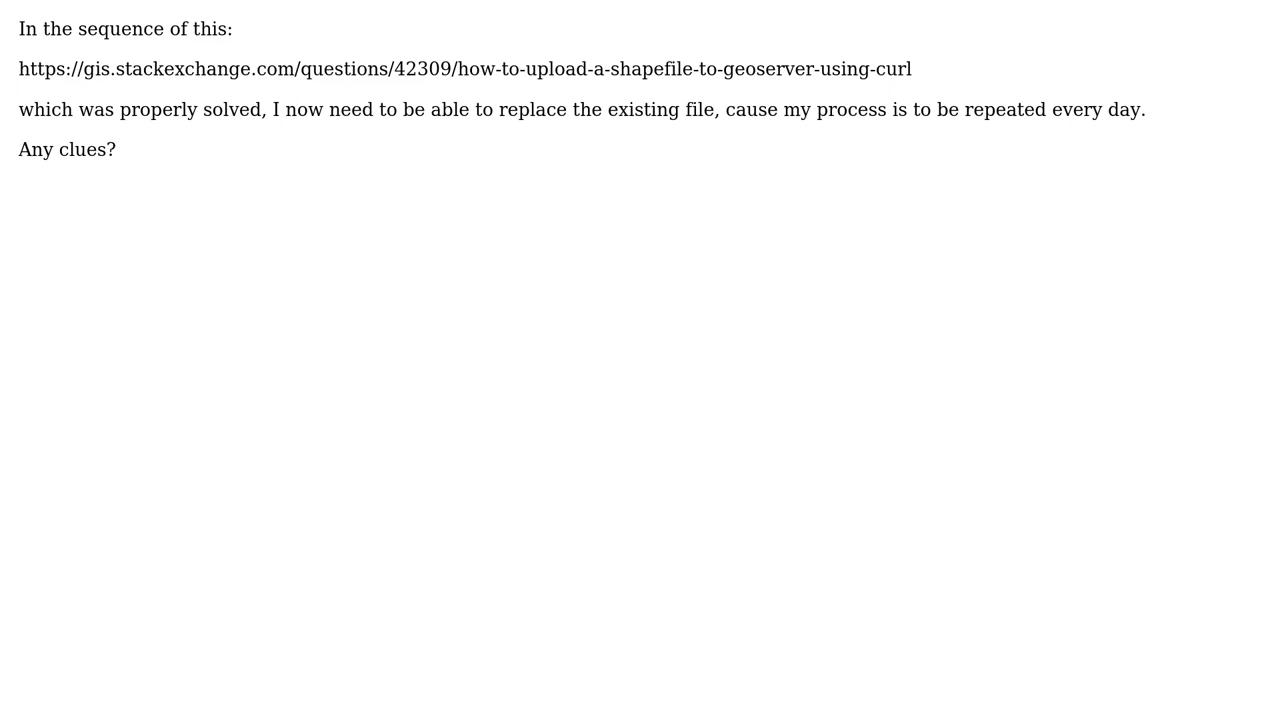 In the sequence of this:
https://gis.stackexchange.com/questions/42309/how-to-upload-a-shapefile-to-geoserver-using-curl
which was properly solved, I now need to be able to replace the existing file, cause my process is to be repeated every day.
Any clues?